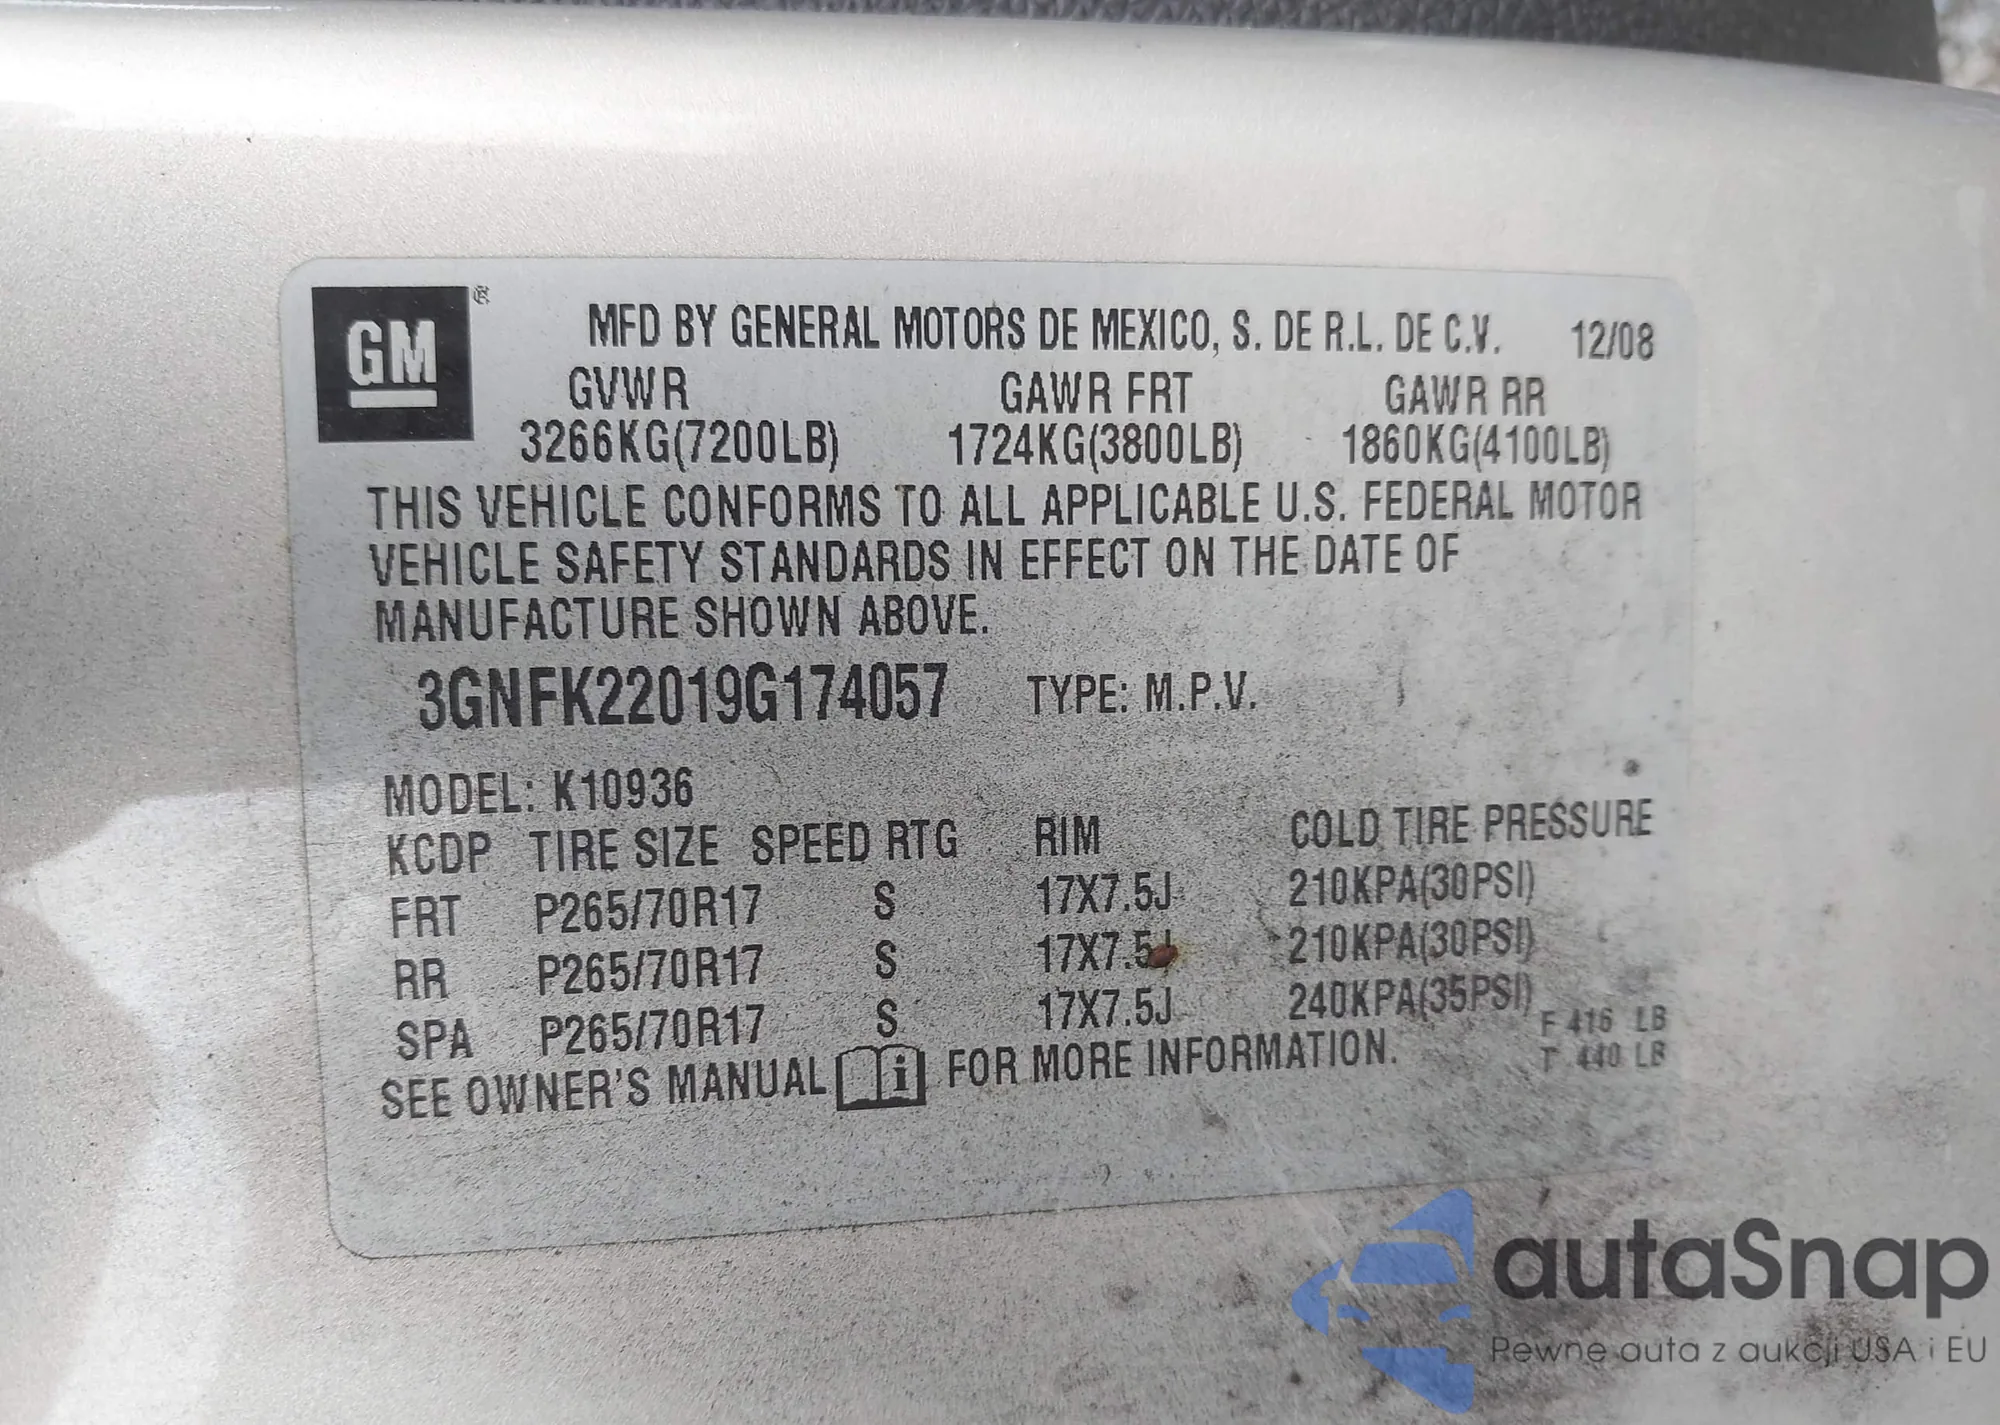 GM ®
MFD BY GENERAL MOTORS DE MEXICO, S. DE R.L. DE C.V. 12/08
GVWR GAWR FRT GAWR RR
3266KG(7200LB) 1724KG(3800LB) 1860KG(4100LB)
THIS VEHICLE CONFORMS TO ALL APPLICABLE U.S. FEDERAL MOTOR
VEHICLE SAFETY STANDARDS IN EFFECT ON THE DATE OF
MANUFACTURE SHOWN ABOVE.
3GNFK22019G174057 TYPE: M.P.V.
MODEL: K10936
KCDP TIRE SIZE SPEED RTG RIM COLD TIRE PRESSURE
FRT P265/70R17 S 17X7.5J 210KPA(30PSI)
RR P265/70R17 S 17X7.5J 210KPA(30PSI)
SPA P265/70R17 S 17X7.5J 240KPA(35PSI)
F 416 LB
T 440 LB
SEE OWNER'S MANUAL i FOR MORE INFORMATION.
autaSnap
Pewne auta z aukcji USA i EU